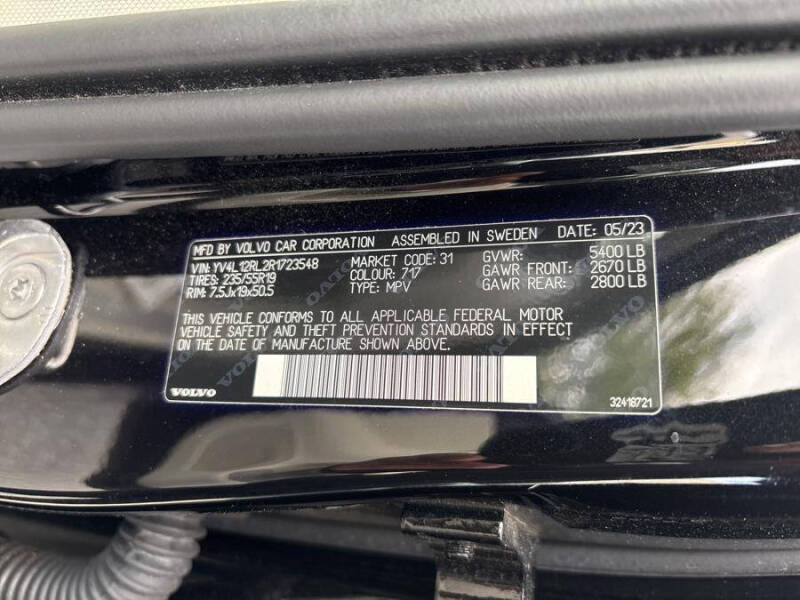 MFD BY VOLVO CAR CORPORATION ASSEMBLED IN SWEDEN DATE: 05/23
VIN: YV4L12RL2R1723548 MARKET CODE: 31 GVWR: 5400 LB
TIRES: 235/55R19 COLOUR: 717 GAWR FRONT: 2670 LB
RIM: 7.5Jx19x50.5 TYPE: MPV GAWR REAR: 2800 LB
THIS VEHICLE CONFORMS TO ALL APPLICABLE FEDERAL MOTOR
VEHICLE SAFETY AND THEFT PREVENTION STANDARDS IN EFFECT
ON THE DATE OF MANUFACTURE SHOWN ABOVE.
VOLVO 32418721